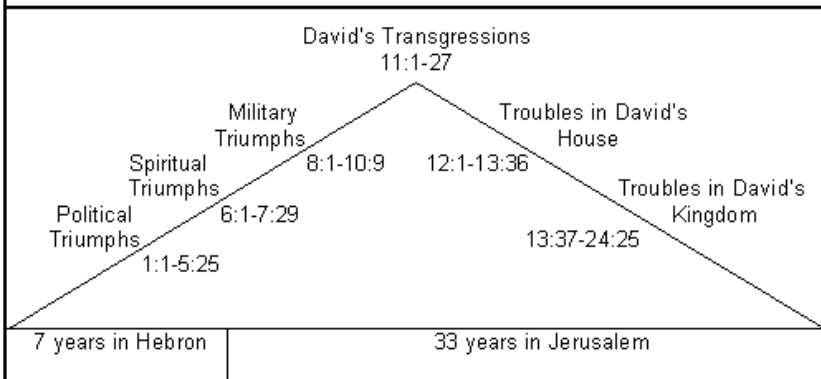 David's Transgressions
11:1-27
Military
Triumphs
8:1-10:9
Spiritual
Triumphs
6:1-7:29
Political
Triumphs
1:1-5:25
Troubles in David's
House
12:1-13:36
Troubles in David's
Kingdom
13:37-24:25
7 years in Hebron
33 years in Jerusalem